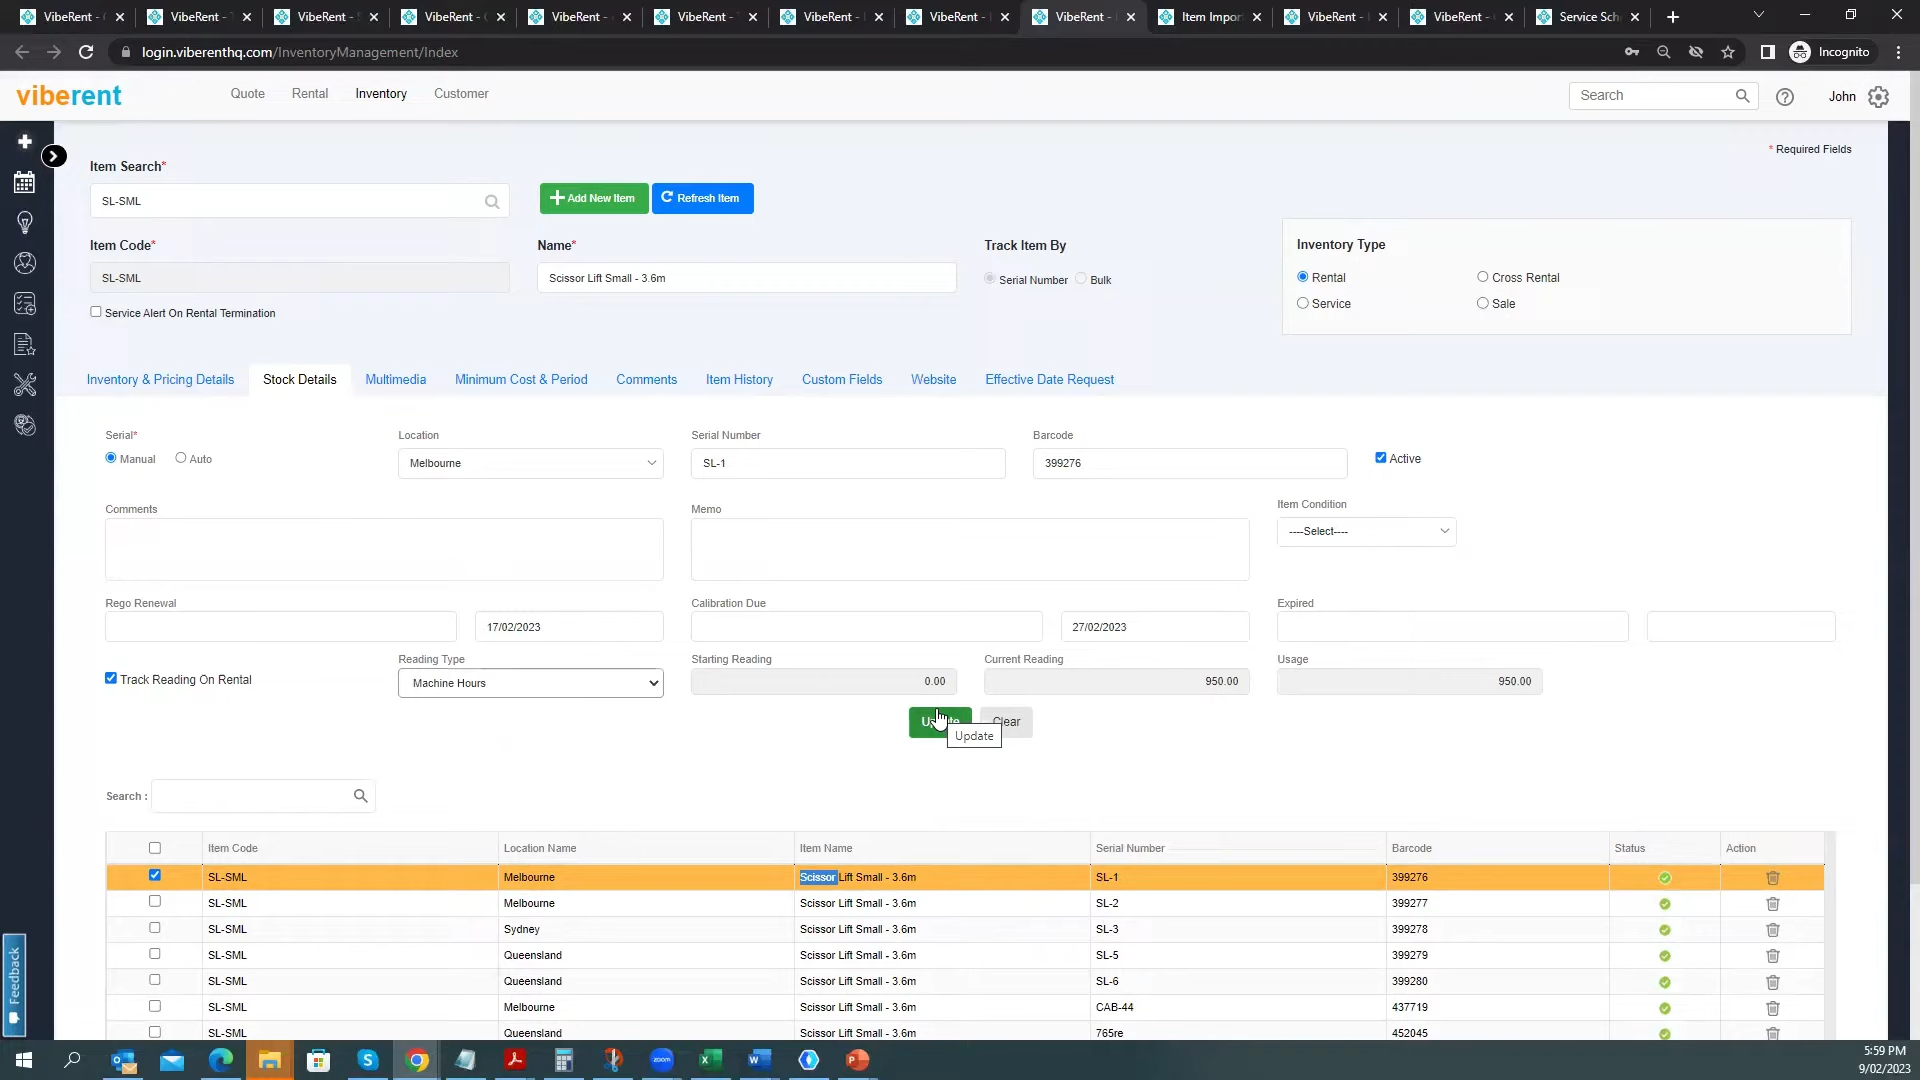 VibeRent -
VibeRent -
VibeRent -
VibeRent -
VibeRent -
VibeRent -
VibeRent -
VibeRent -
VibeRent -
Item Impor
VibeRent -
VibeRent -
Service Sch
login.viberenthq.com/InventoryManagement/Index
Incognito
viberent
Quote Rental Inventory Customer
Search
John
* Required Fields
Item Search*
SL-SML
Add New Item
Refresh Item
Item Code*
SL-SML
Name*
Scissor Lift Small - 3.6m
Track Item By
Serial Number Bulk
Inventory Type
Rental Cross Rental
Service Sale
Service Alert On Rental Termination
Inventory & Pricing Details Stock Details Multimedia Minimum Cost & Period Comments Item History Custom Fields Website Effective Date Request
Serial*
Manual Auto
Location
Melbourne
Serial Number
SL-1
Barcode
399276
Active
Comments
Memo
Item Condition
----Select----
Rego Renewal
17/02/2023
Calibration Due
27/02/2023
Expired
Track Reading On Rental
Reading Type
Machine Hours
Starting Reading
0.00
Current Reading
950.00
Usage
950.00
Update
Clear
Update
Search :
Item Code Location Name Item Name Serial Number Barcode Status Action
SL-SML Melbourne Scissor Lift Small - 3.6m SL-1 399276
SL-SML Melbourne Scissor Lift Small - 3.6m SL-2 399277
SL-SML Sydney Scissor Lift Small - 3.6m SL-3 399278
SL-SML Queensland Scissor Lift Small - 3.6m SL-5 399279
SL-SML Queensland Scissor Lift Small - 3.6m SL-6 399280
SL-SML Melbourne Scissor Lift Small - 3.6m CAB-44 437719
SL-SML Queensland Scissor Lift Small - 3.6m 765re 452045
Feedback
zoom
5:59 PM
9/02/2023